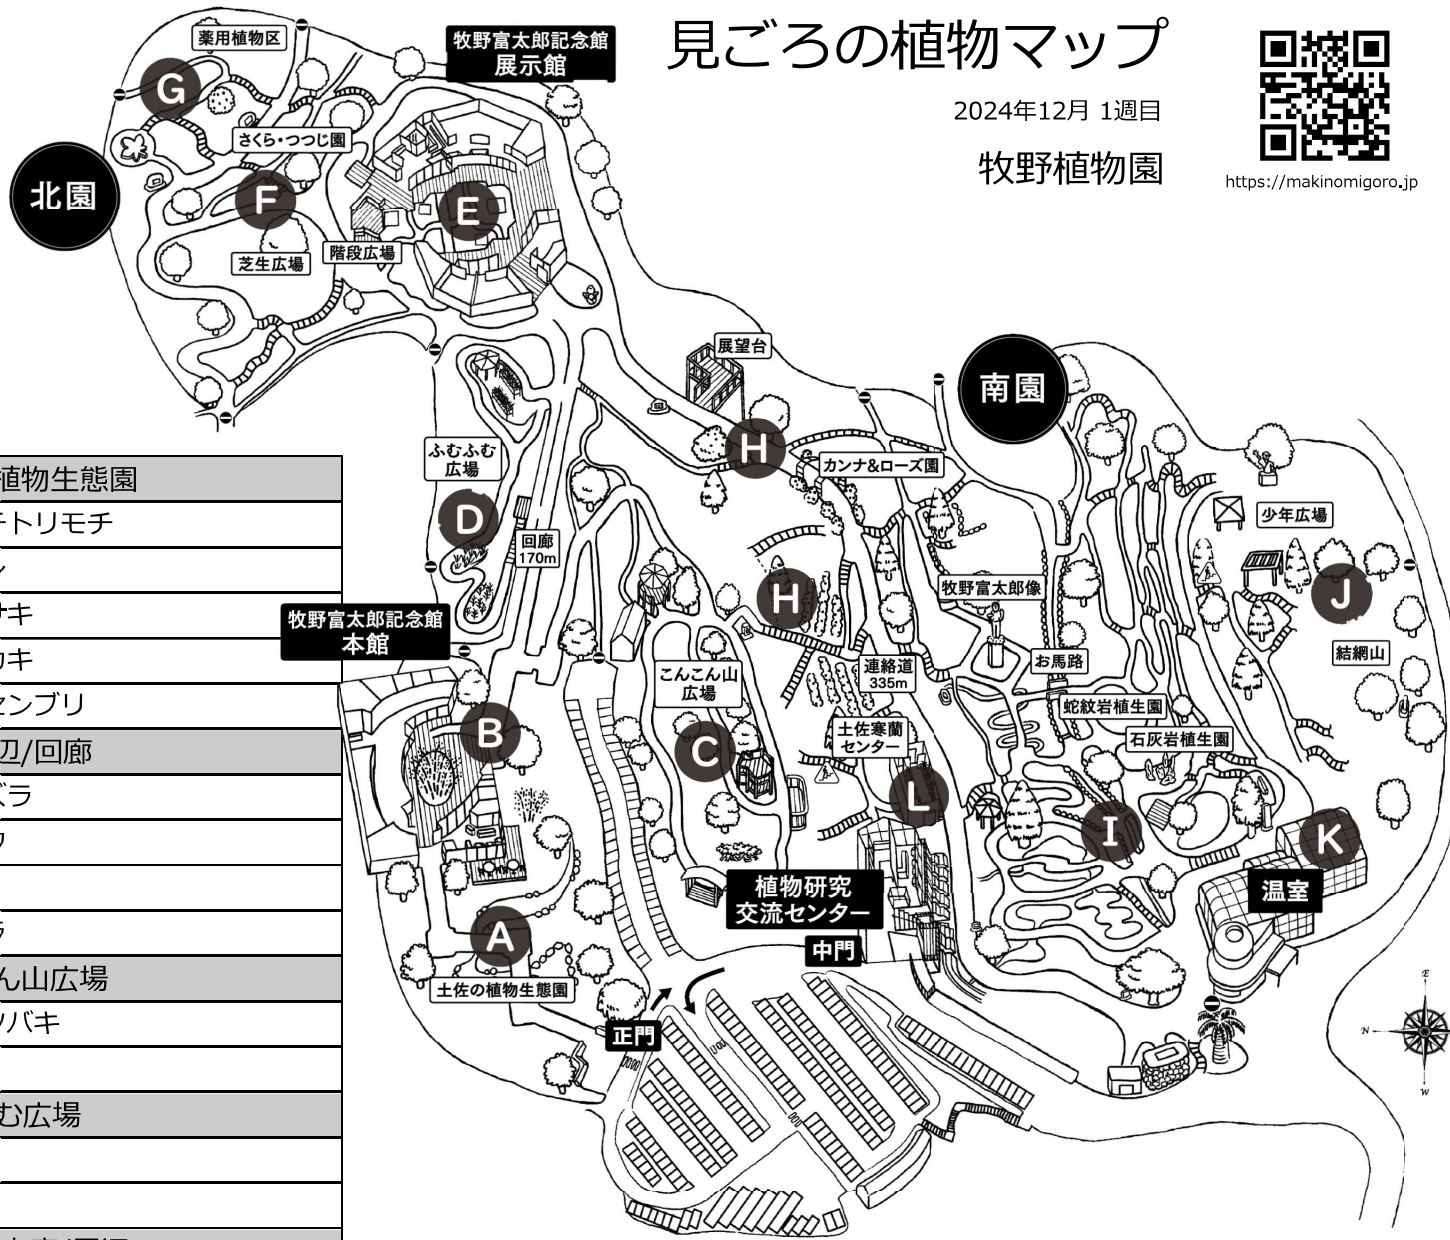 見ごろの植物マップ
2024年12月 1週目
牧野植物園
https://makinomigoro.jp
薬用植物区
牧野富太郎記念館
展示館
G
さくら・つつじ園
北園
F
E
芝生広場
階段広場
展望台
南園
ふむふむ
広場
H
カンナ&ローズ園
D
回廊
170m
少年広場
牧野富太郎像
H
J
牧野富太郎記念館
本館
こんこん山
広場
連絡道
335m
お馬路
結網山
蛇紋岩植生園
B
C
土佐寒蘭
センター
石灰岩植生園
L
I
K
植物研究
交流センター
温室
A
中門
土佐の植物生態園
正門
E
N
S
W
植物生態園
トリモチ
キ
キ
センブリ
辺/回廊
ラ
ん山広場
バキ
む広場